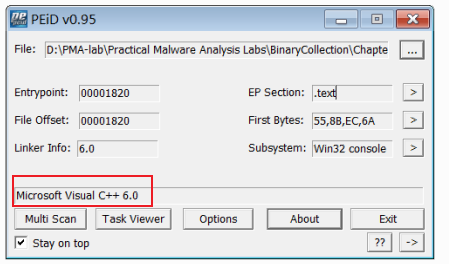 PEiD v0.95
File: D:\PMA-lab\Practical Malware Analysis Labs\BinaryCollection\Chapte ...
Entrypoint: 00001820 EP Section: .text >
File Offset: 00001820 First Bytes: 55,8B,EC,6A >
Linker Info: 6.0 Subsystem: Win32 console >
Microsoft Visual C++ 6.0
Multi Scan Task Viewer Options About Exit
Stay on top ?? ->